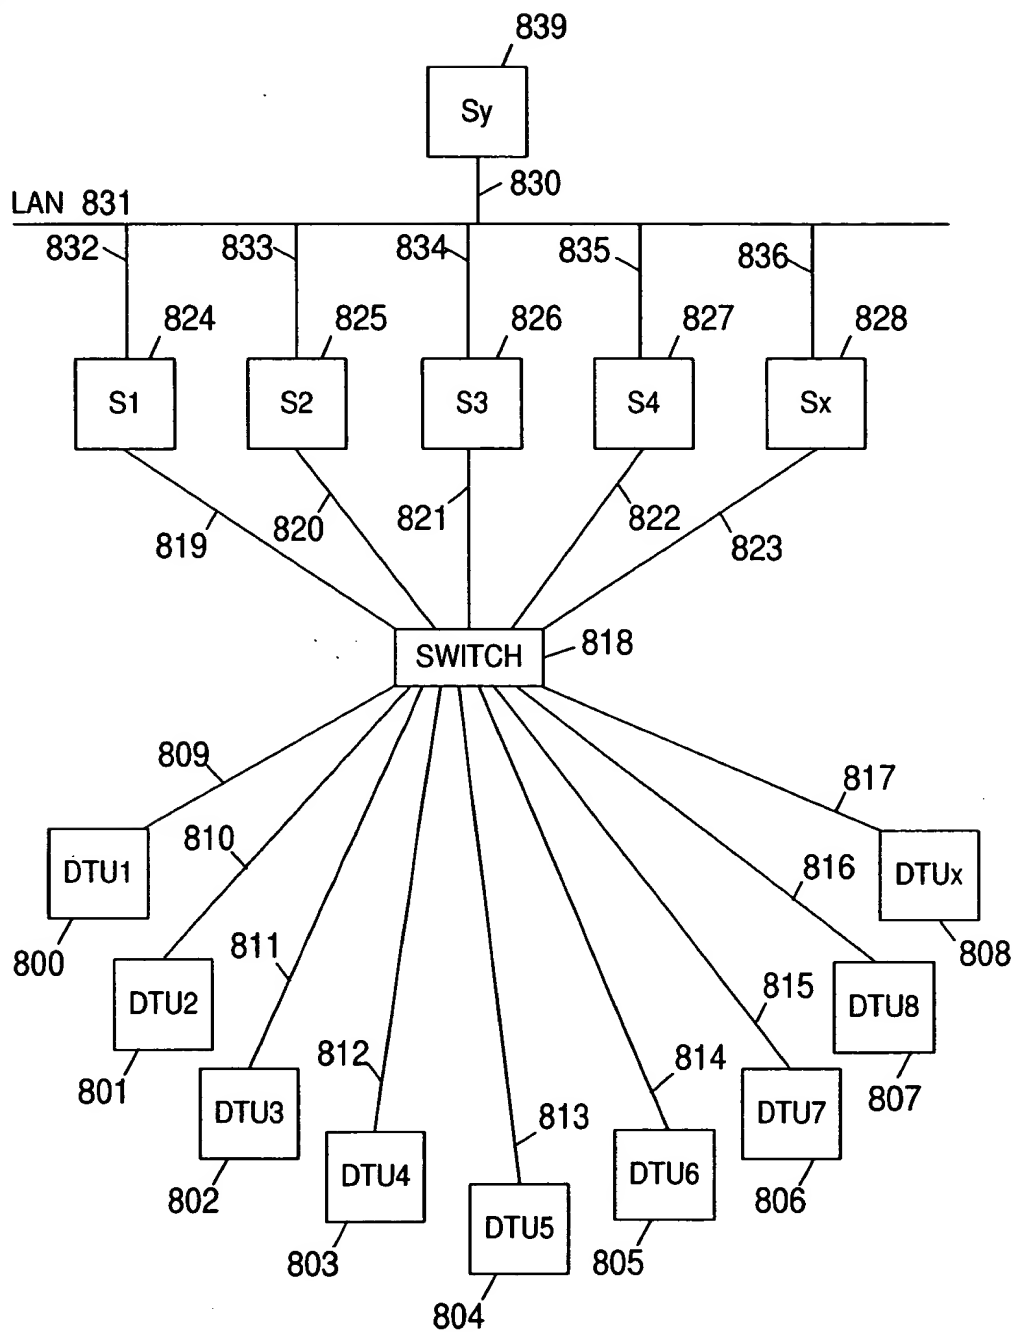 839
Sy
830
LAN 831
832 833 834 835 836
824 825 826 827 828
S1 S2 S3 S4 Sx
819 820 821 822 823
SWITCH 818
809 817
810 816
DTU1 DTUx
800 811 808
815
DTU2 DTU8
812 814
801 807
813
DTU3 DTU7
DTU4 DTU6
802 806
DTU5
803 805
804